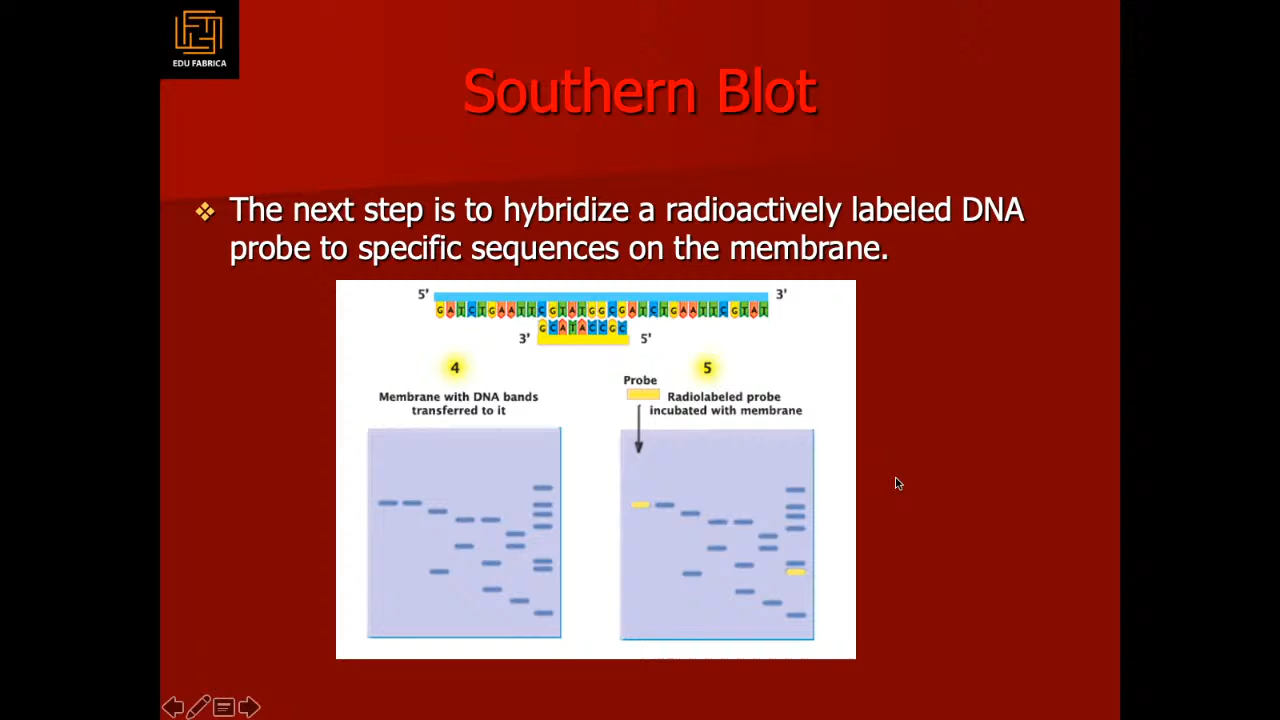 EDU FABRICA
Southern Blot
The next step is to hybridize a radioactively labeled DNA
probe to specific sequences on the membrane.
5’ 3’
GATCTGAATTCGTATGGCGATCTGAATTCGTAT
GCATACCGC
3’ 5’
4
Membrane with DNA bands
transferred to it
5
Probe
Radiolabeled probe
incubated with membrane